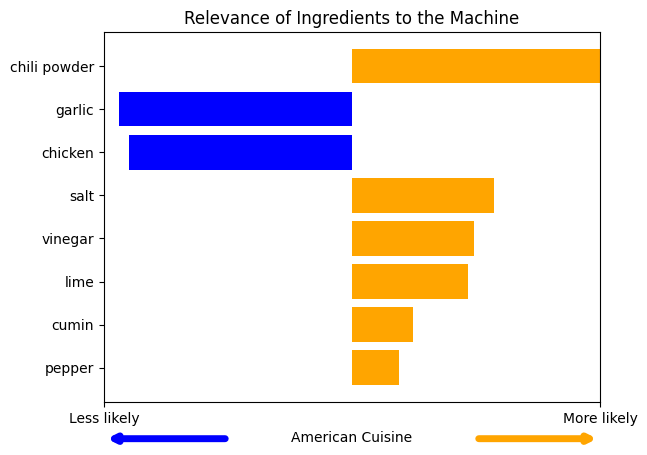 Relevance of Ingredients to the Machine
chili powder
garlic
chicken
salt
vinegar
lime
cumin
pepper
Less likely
More likely
American Cuisine